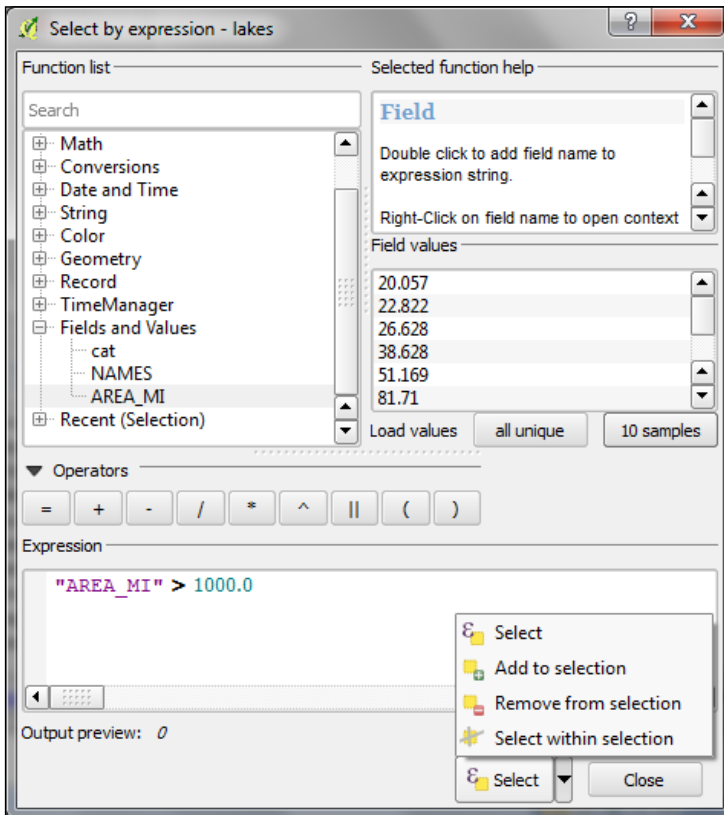 Select by expression - lakes
?
X
Function list
Search
Math
Conversions
Date and Time
String
Color
Geometry
Record
TimeManager
Fields and Values
cat
NAMES
AREA_MI
Recent (Selection)
Selected function help
Field
Double click to add field name to
expression string.
Right-Click on field name to open context
Field values
20.057
22.822
26.628
38.628
51.169
81.71
Load values all unique 10 samples
Operators
= + - / * ^ || ( )
Expression
"AREA_MI" > 1000.0
Select
Add to selection
Remove from selection
Select within selection
Output preview: 0
Select Close